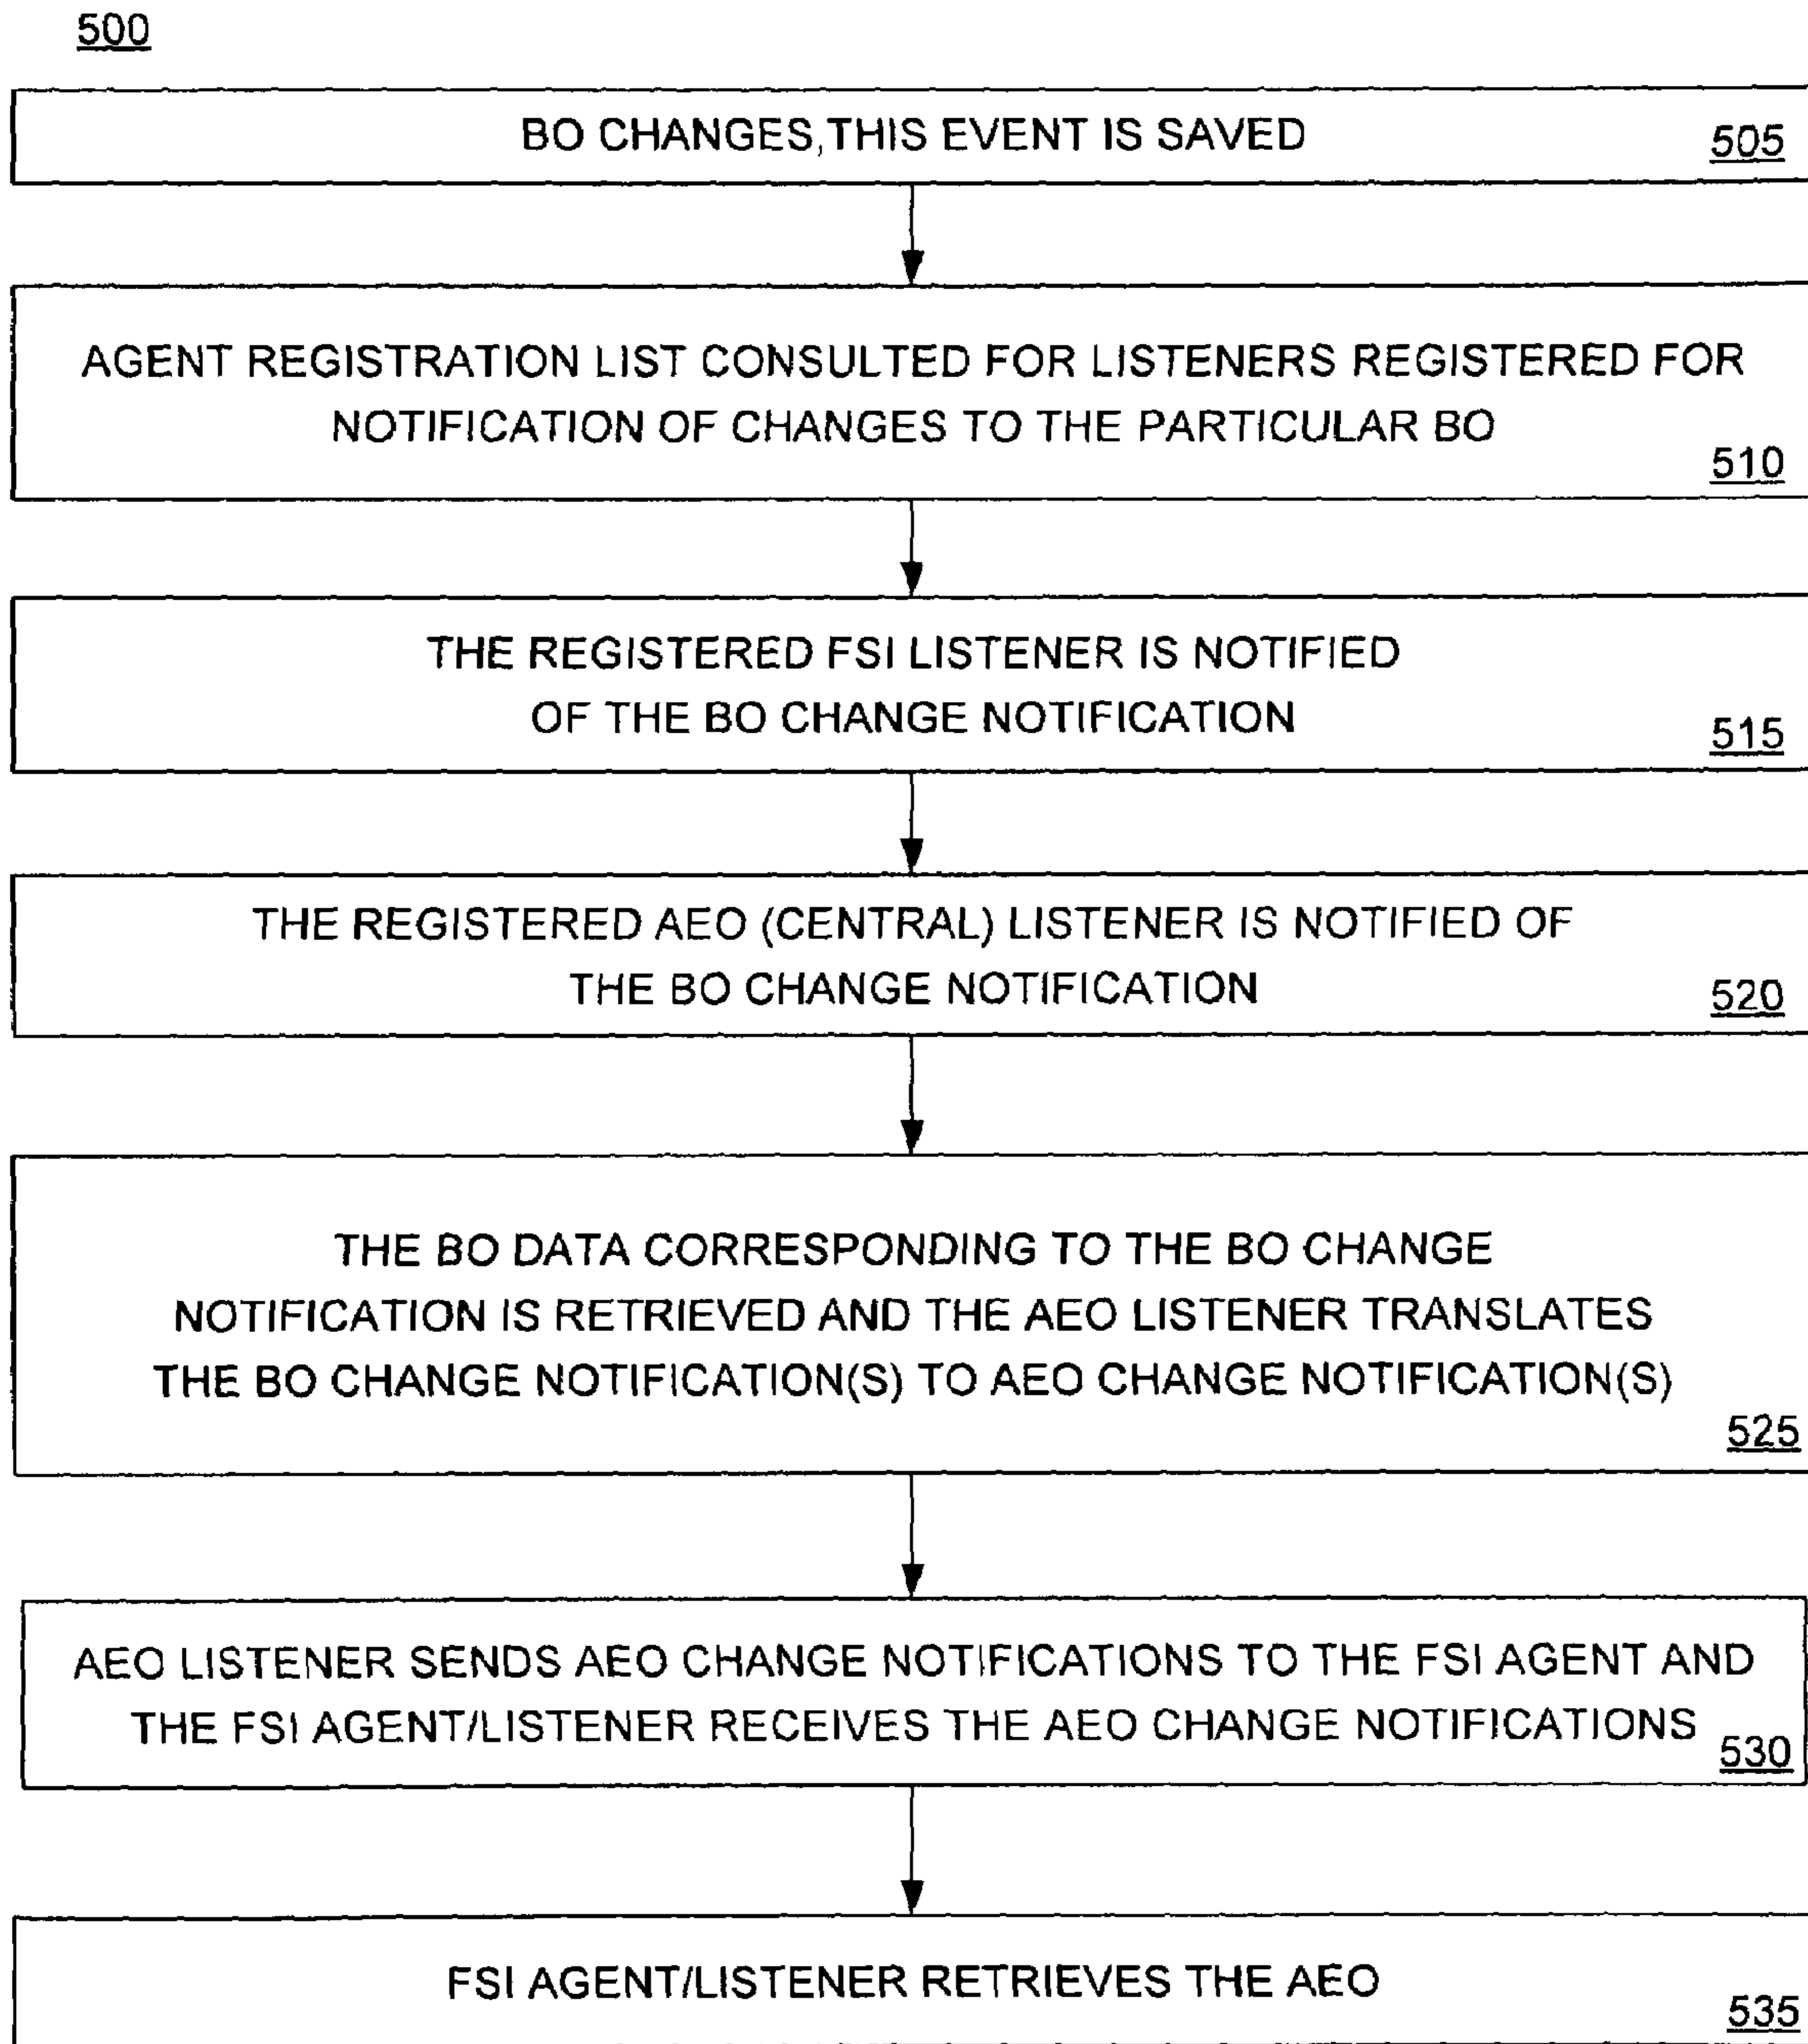 500
BO CHANGES, THIS EVENT IS SAVED
505
AGENT REGISTRATION LIST CONSULTED FOR LISTENERS REGISTERED FOR
NOTIFICATION OF CHANGES TO THE PARTICULAR BO
510
THE REGISTERED FSI LISTENER IS NOTIFIED
OF THE BO CHANGE NOTIFICATION
515
THE REGISTERED AEO (CENTRAL) LISTENER IS NOTIFIED OF
THE BO CHANGE NOTIFICATION
520
THE BO DATA CORRESPONDING TO THE BO CHANGE
NOTIFICATION IS RETRIEVED AND THE AEO LISTENER TRANSLATES
THE BO CHANGE NOTIFICATION(S) TO AEO CHANGE NOTIFICATION(S)
525
AEO LISTENER SENDS AEO CHANGE NOTIFICATIONS TO THE FSI AGENT AND
THE FSI AGENT/LISTENER RECEIVES THE AEO CHANGE NOTIFICATIONS
530
FSI AGENT/LISTENER RETRIEVES THE AEO
535